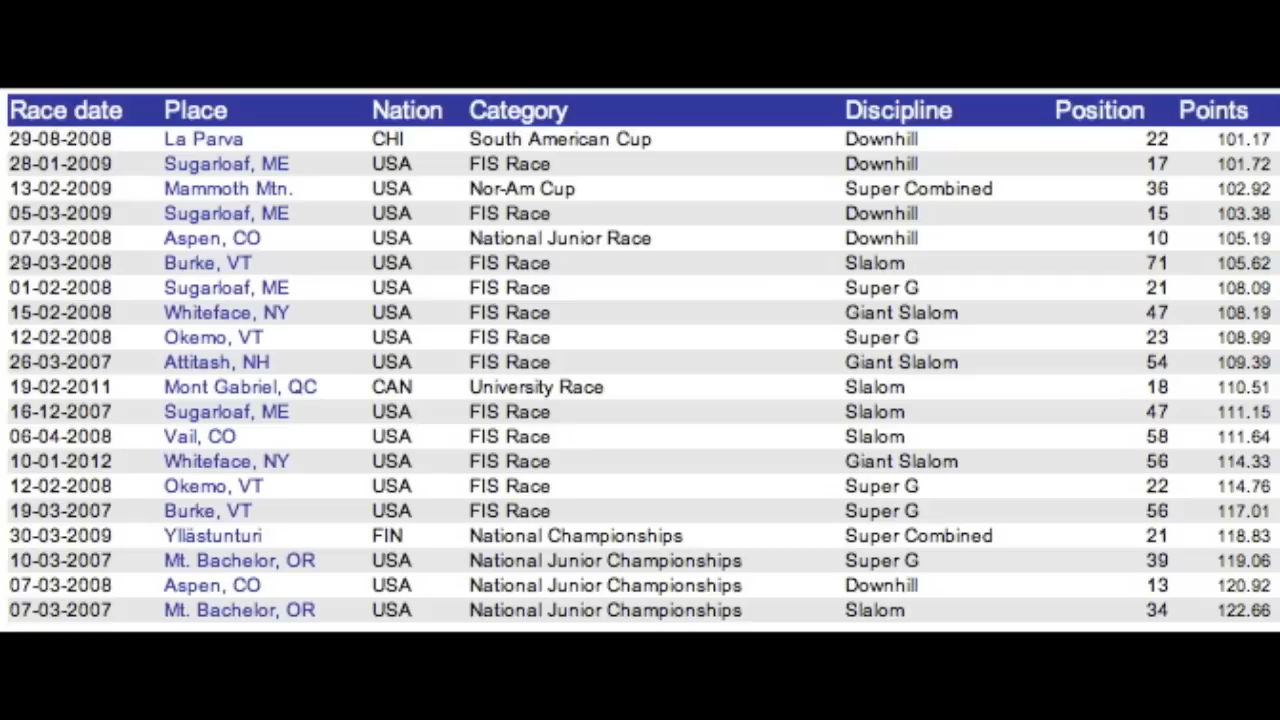 Race date Place Nation Category Discipline Position Points
29-08-2008 La Parva CHI South American Cup Downhill 22 101.17
28-01-2009 Sugarloaf, ME USA FIS Race Downhill 17 101.72
13-02-2009 Mammoth Mtn. USA Nor-Am Cup Super Combined 36 102.92
05-03-2009 Sugarloaf, ME USA FIS Race Downhill 15 103.38
07-03-2008 Aspen, CO USA National Junior Race Downhill 10 105.19
29-03-2008 Burke, VT USA FIS Race Slalom 71 105.62
01-02-2008 Sugarloaf, ME USA FIS Race Super G 21 108.09
15-02-2008 Whiteface, NY USA FIS Race Giant Slalom 47 108.19
12-02-2008 Okemo, VT USA FIS Race Super G 23 108.99
26-03-2007 Attitash, NH USA FIS Race Giant Slalom 54 109.39
19-02-2011 Mont Gabriel, QC CAN University Race Slalom 18 110.51
16-12-2007 Sugarloaf, ME USA FIS Race Slalom 47 111.15
06-04-2008 Vail, CO USA FIS Race Slalom 58 111.64
10-01-2012 Whiteface, NY USA FIS Race Giant Slalom 56 114.33
12-02-2008 Okemo, VT USA FIS Race Super G 22 114.76
19-03-2007 Burke, VT USA FIS Race Super G 56 117.01
30-03-2009 Yllästunturi FIN National Championships Super Combined 21 118.83
10-03-2007 Mt. Bachelor, OR USA National Junior Championships Super G 39 119.06
07-03-2008 Aspen, CO USA National Junior Championships Downhill 13 120.92
07-03-2007 Mt. Bachelor, OR USA National Junior Championships Slalom 34 122.66